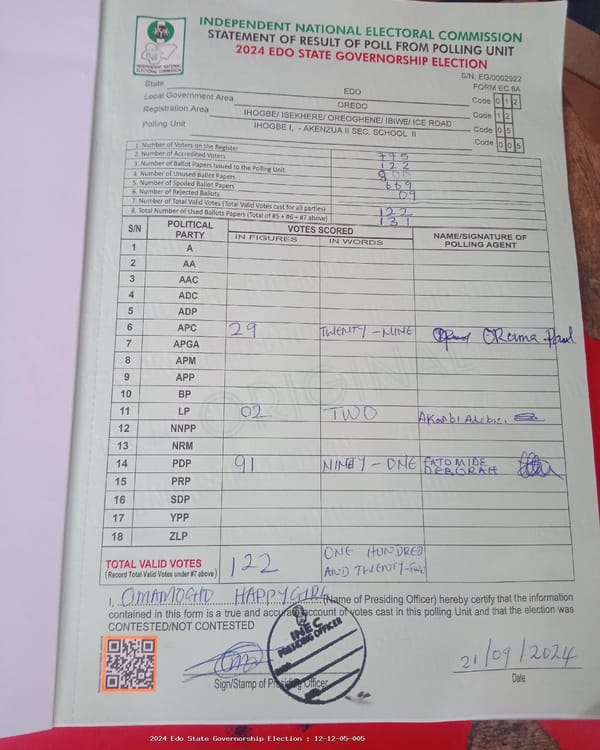 INDEPENDENT NATIONAL ELECTORAL COMMISSION
STATEMENT OF RESULT OF POLL FROM POLLING UNIT
2024 EDO STATE GOVERNORSHIP ELECTION
INDEPENDENT NATIONAL
ELECTORAL COMMISSION
S/N. EG/0002022
FORM EC 8A
State EDO Code 0 1 2
Local Government Area OREDO Code 1 2
Registration Area IHOGBE/ ISEKHERE/ OREOGHENE/ IBIWE/ ICE ROAD Code 0 5
Polling Unit IHOGBE I, - AKENZUA II SEC. SCHOOL II Code 0 0 5
1. Number of Voters on the Register 775
2. Number of Accredited Voters 122
3. Number of Ballot Papers Issued to the Polling Unit 800
4. Number of Unused Ballot Papers 669
5. Number of Spoiled Ballot Papers 09
6. Number of Rejected Ballots
7. Number of Total Valid Votes (Total Valid Votes cast for all parties) 122
8. Total Number of Used Ballots Papers (Total of #5 + #6 + #7 above) 131
S/N POLITICAL PARTY VOTES SCORED NAME/SIGNATURE OF POLLING AGENT
IN FIGURES IN WORDS
1 A
2 AA
3 AAC
4 ADC
5 ADP
6 APC 29 TWENTY-NINE ORuma Paul
7 APGA
8 APM
9 APP
10 BP
11 LP 02 TWO Akanbi
12 NNPP
13 NRM
14 PDP 91 NINETY-ONE FATOMIDE DEBORAH
15 PRP
16 SDP
17 YPP
18 ZLP
ORIGINAL
TOTAL VALID VOTES 122 ONE HUNDRED AND TWENTY-TWO
(Record Total Valid Votes under #7 above)
I, OMAMOGHO HAPPYGIRL (Name of Presiding Officer) hereby certify that the information
contained in this form is a true and accurate account of votes cast in this polling unit and that the election was
CONTESTED/NOT CONTESTED
INEC
PRESIDING OFFICER
21/09/2024
Sign/Stamp of Presiding Officer Date
2024 Edo State Governorship Election : 12-12-05-005